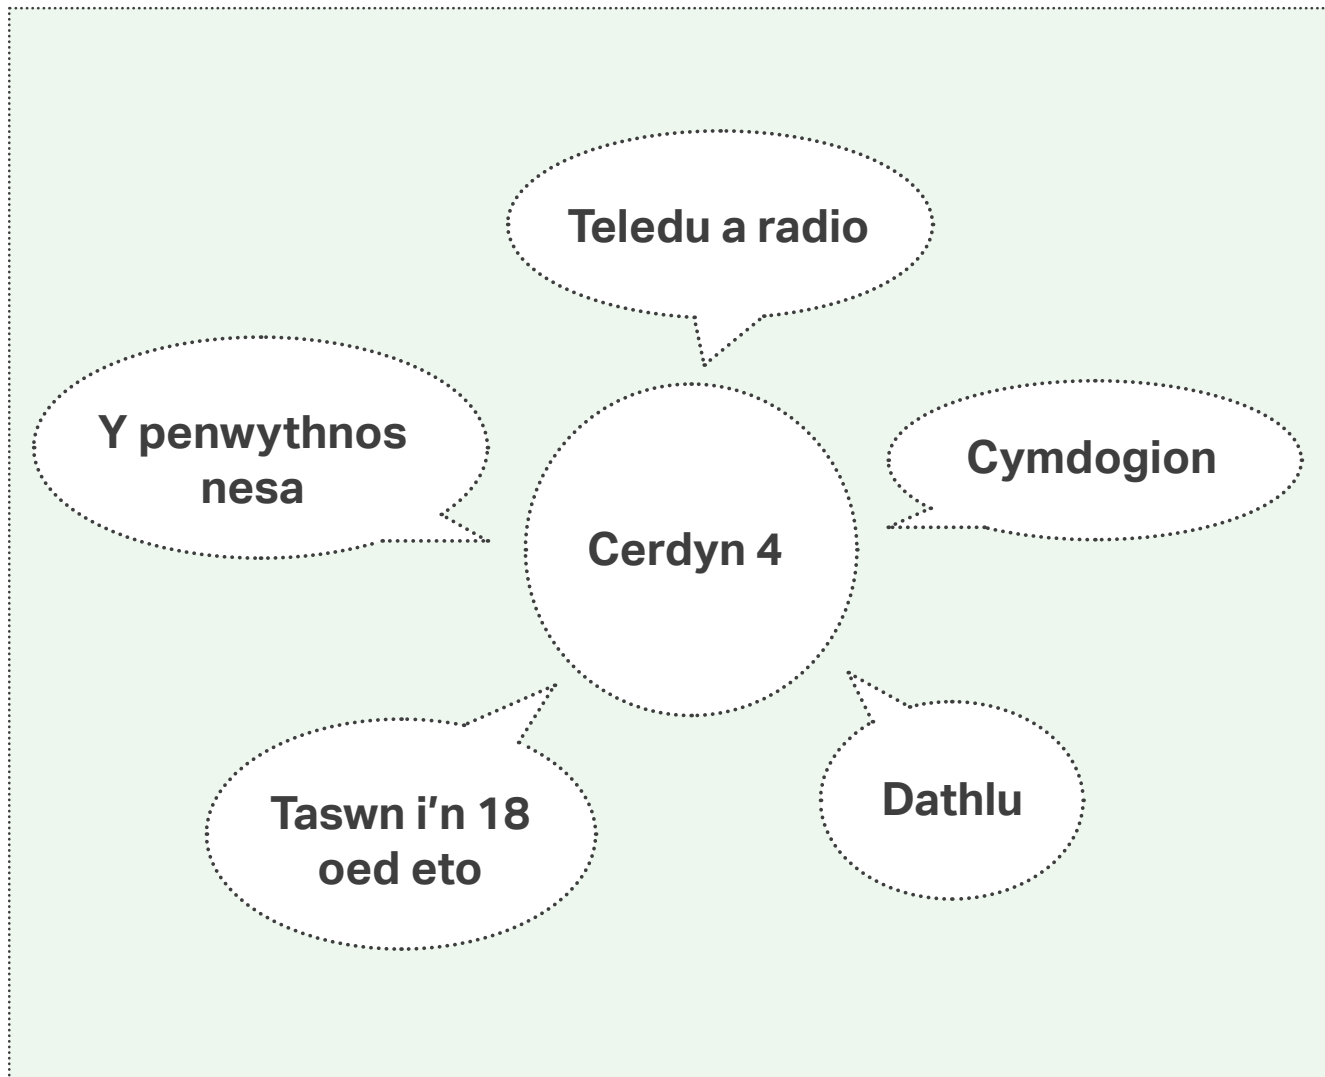 Teledu a radio
Y penwythnos
nesa
Cymdogion
Cerdyn 4
Taswn i'n 18
oed eto
Dathlu